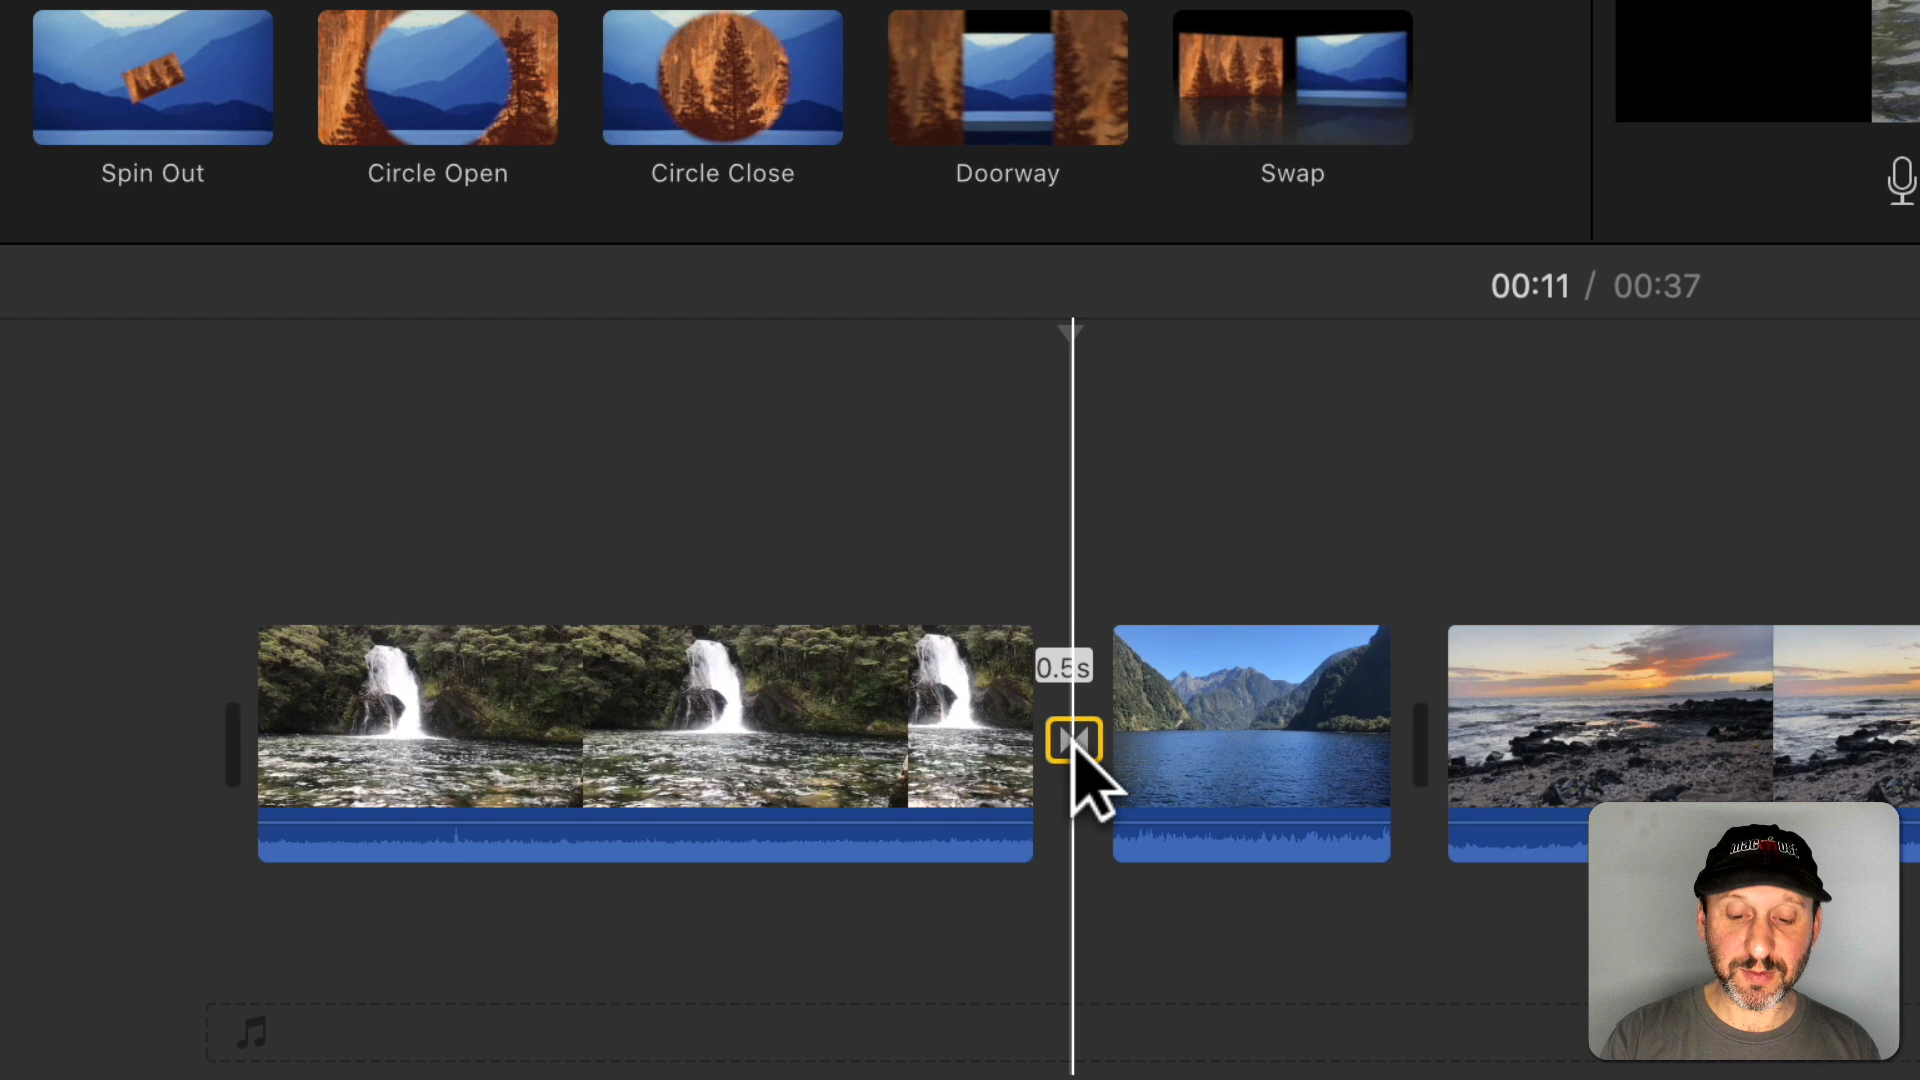 Spin Out
Circle Open
Circle Close
Doorway
Swap
00:11 / 00:37
0.5s